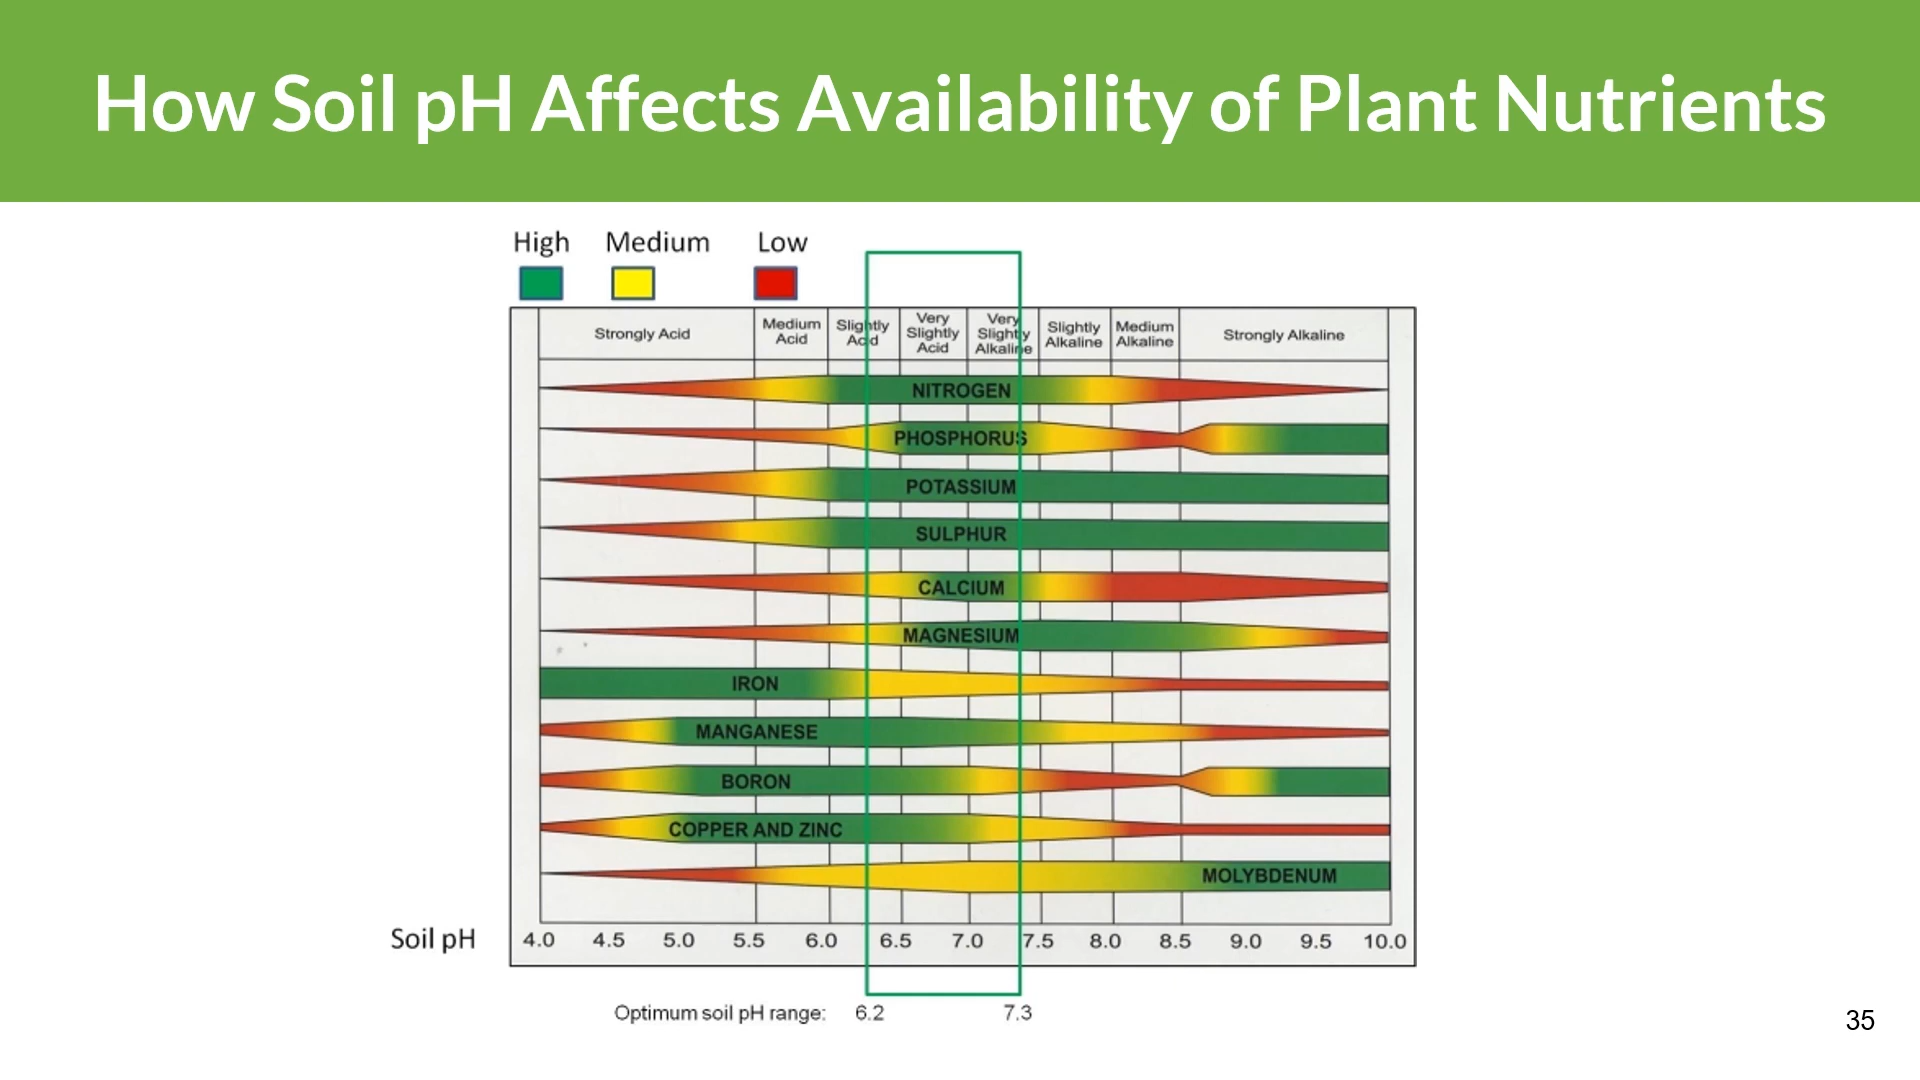 How Soil pH Affects Availability of Plant Nutrients
High Medium Low
Strongly Acid
Medium
Acid
Slightly
Acid
Very
Slightly
Acid
Very
Slightly
Alkaline
Slightly
Alkaline
Medium
Alkaline
Strongly Alkaline
NITROGEN
PHOSPHORUS
POTASSIUM
SULPHUR
CALCIUM
MAGNESIUM
IRON
MANGANESE
BORON
COPPER AND ZINC
MOLYBDENUM
Soil pH 4.0 4.5 5.0 5.5 6.0 6.5 7.0 7.5 8.0 8.5 9.0 9.5 10.0
Optimum soil pH range: 6.2 7.3
35